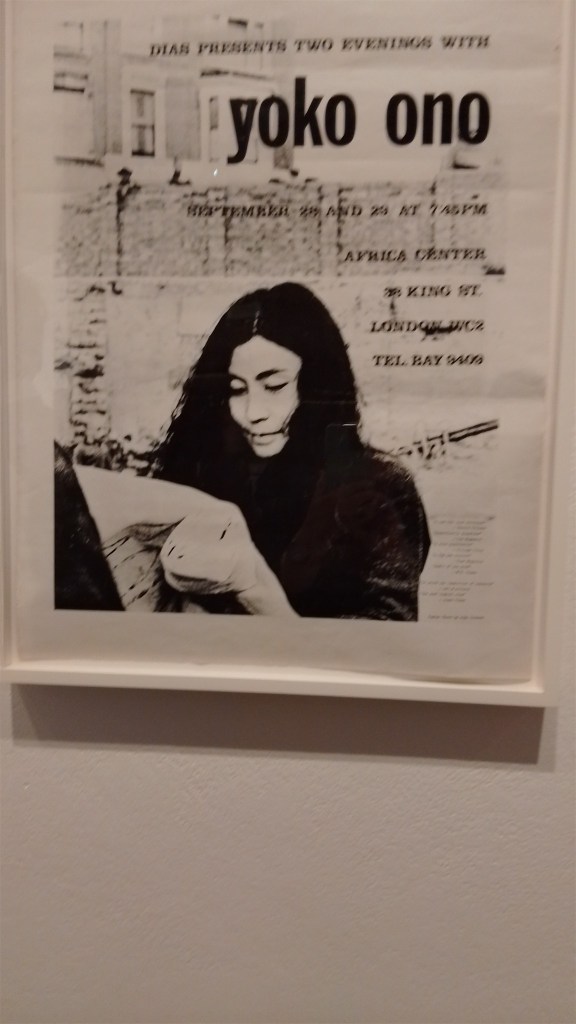 DIAS PRESENTS TWO EVENINGS WITH
yoko ono
SEPTEMBER 28 AND 29 AT 7.45PM
AFRICA CENTER
38 KING ST.
LONDON WC2
TEL BAY 9409